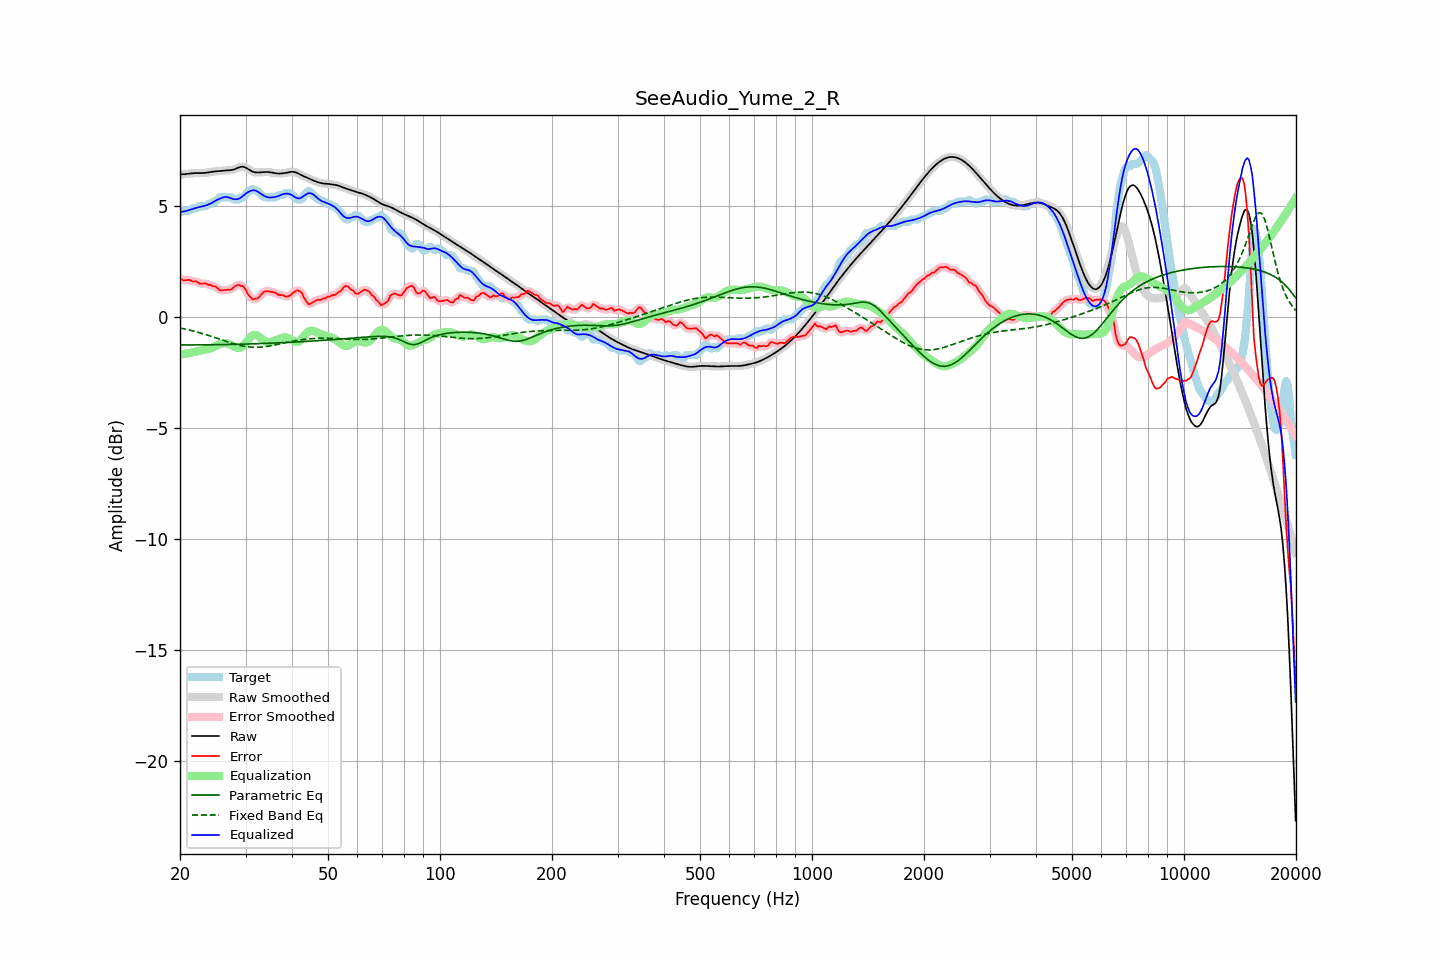 SeeAudio_Yume_2_R
Amplitude (dBr)
5
0
−5
−10
−15
−20
Target
Raw Smoothed
Error Smoothed
Raw
Error
Equalization
Parametric Eq
Fixed Band Eq
Equalized
20 50 100 200 500 1000 2000 5000 10000 20000
Frequency (Hz)